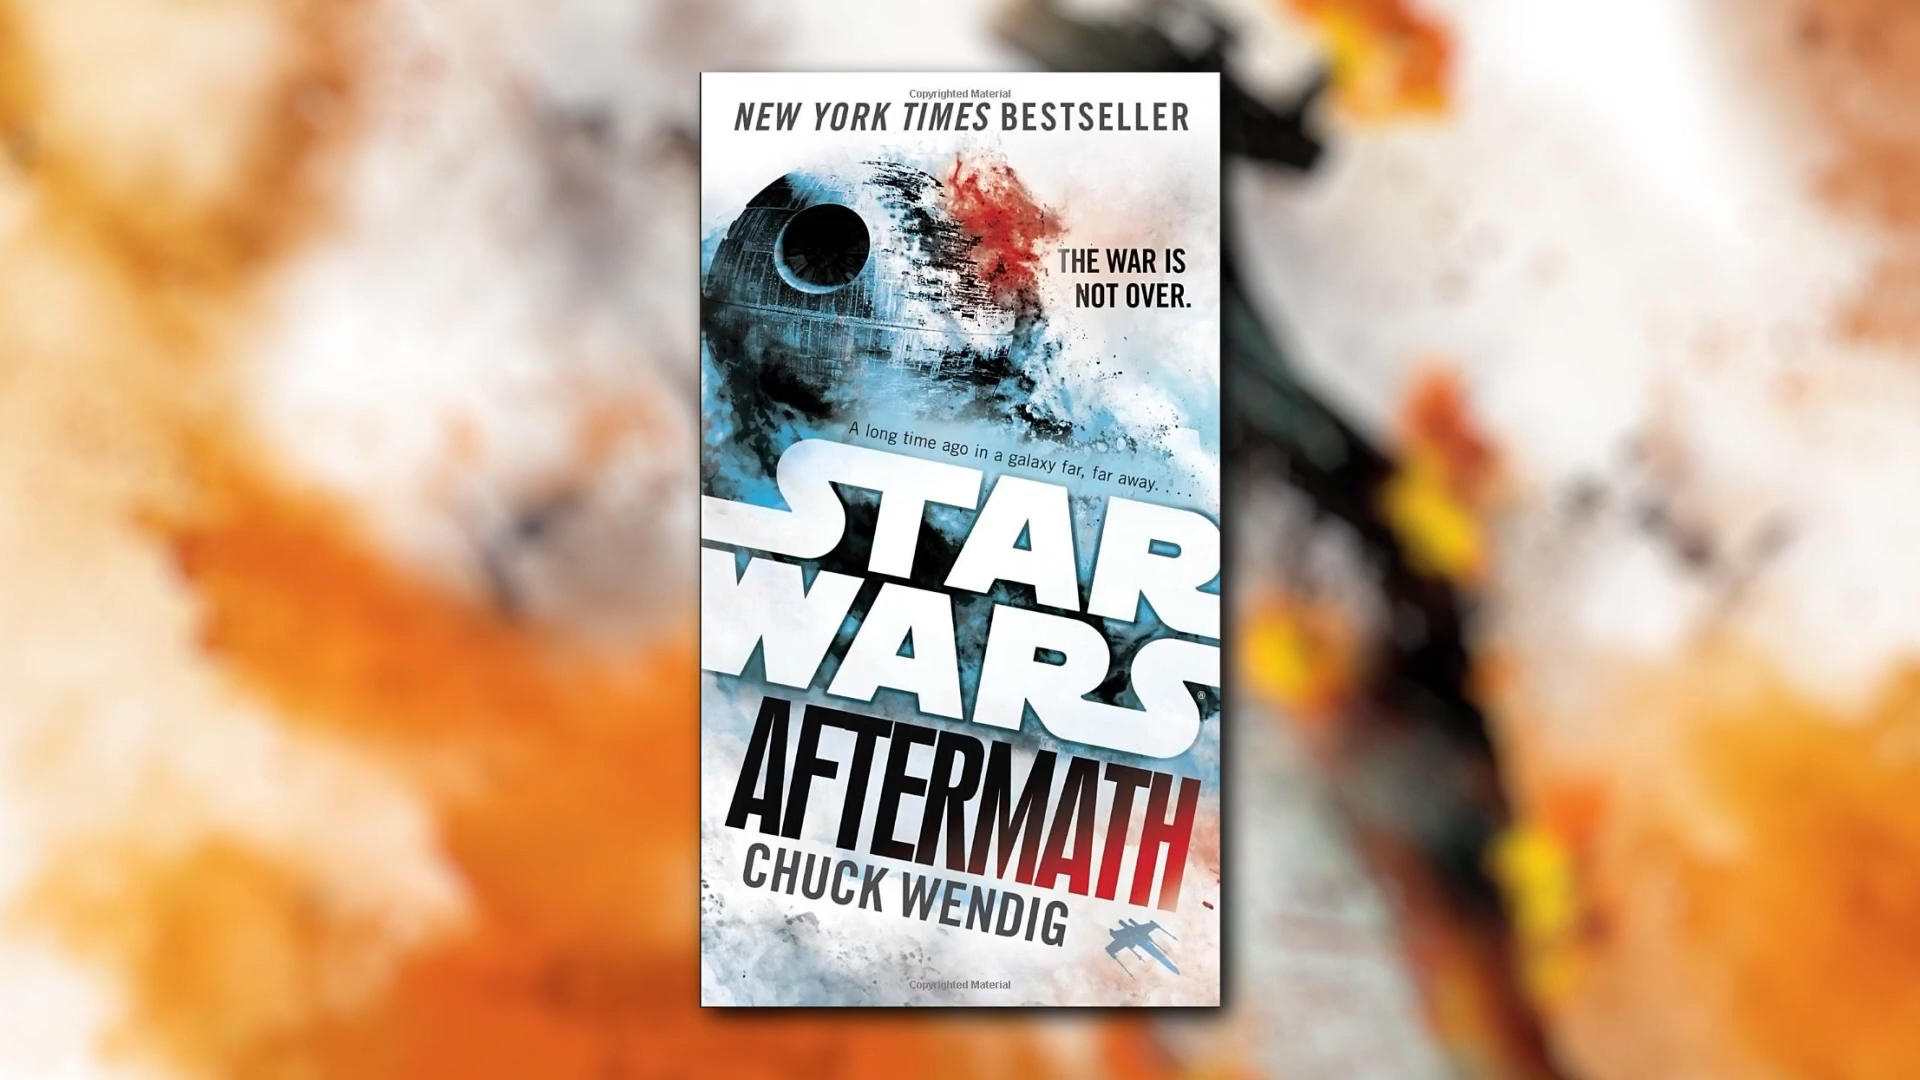 Copyrighted Material
NEW YORK TIMES BESTSELLER
THE WAR IS
NOT OVER.
A long time ago in a galaxy far, far away. . . .
STAR
WARS
®
AFTERMATH
CHUCK WENDIG
Copyrighted Material